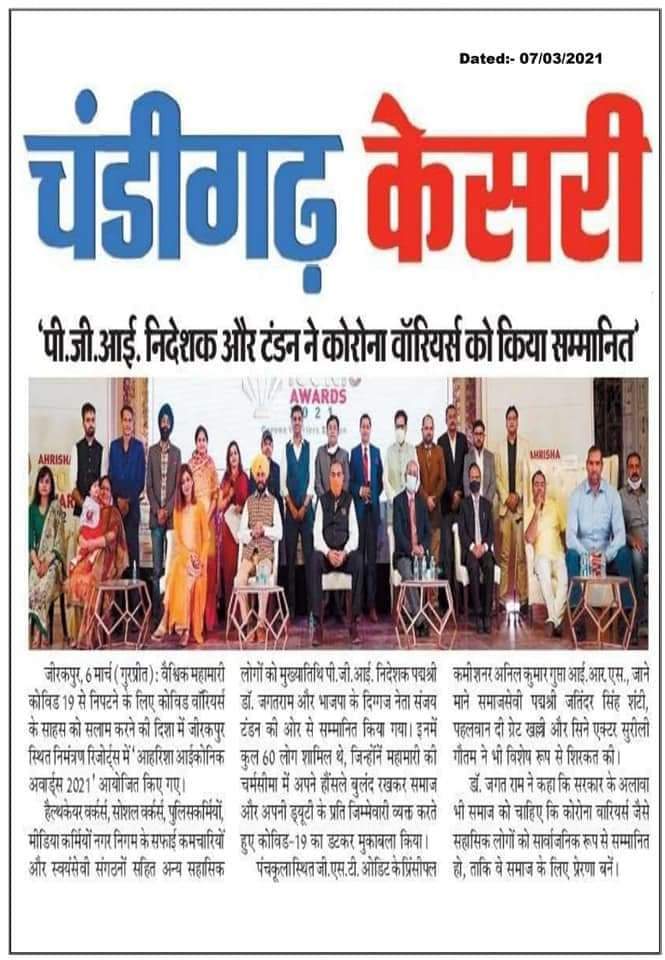 Dated:- 07/03/2021
चंडीगढ़ केसरी
'पी.जी.आई. निदेशक और टंडन ने कोरोना वॉरियर्स को किया सम्मानित'
AWARDS
2021
AHRISHA
AHRISHA
जीरकपुर, 6 मार्च (गुरप्रीत): वैश्विक महामारी
कोविड 19 से निपटने के लिए कोविड वॉरियर्स
के साहस को सलाम करने की दिशा में जीरकपुर
स्थित निमंत्रण रिजोर्ट्स में 'आहरिशा आईकोनिक
अवार्ड्स 2021' आयोजित किए गए।
हैल्थकेयर वर्कर्स, सोशल वर्कर्स, पुलिसकर्मियों,
मीडिया कर्मियों नगर निगम के सफाई कमचारियों
और स्वयंसेवी संगठनों सहित अन्य सहासिक
लोगों को मुख्यातिथि पी.जी.आई. निदेशक पद्मश्री
डॉ. जगतराम और भाजपा के दिग्गज नेता संजय
टंडन की ओर से सम्मानित किया गया। इनमें
कुल 60 लोग शामिल थे, जिन्होंनें महामारी की
चर्मसीमा में अपने हौंसले बुलंद रखकर समाज
और अपनी ड्यूटी के प्रति जिम्मेवारी व्यक्त करते
हुए कोविड-19 का डटकर मुकाबला किया।
पंचकूला स्थित जी.एस.टी. ऑडिट के प्रिंसीपल
कमीशनर अनिल कुमार गुप्ता आई.आर.एस., जाने
माने समाजसेवी पद्मश्री जतिंदर सिंह शंटी,
पहलवान दी ग्रेट खल्ली और सिने एक्टर सुरीली
गौतम ने भी विशेष रूप से शिरकत की।
डॉ. जगत राम ने कहा कि सरकार के अलावा
भी समाज को चाहिए कि कोरोना वारियर्स जैसे
सहासिक लोगों को सार्वाजनिक रूप से सम्मानित
हो, ताकि वे समाज के लिए प्रेरणा बनें।